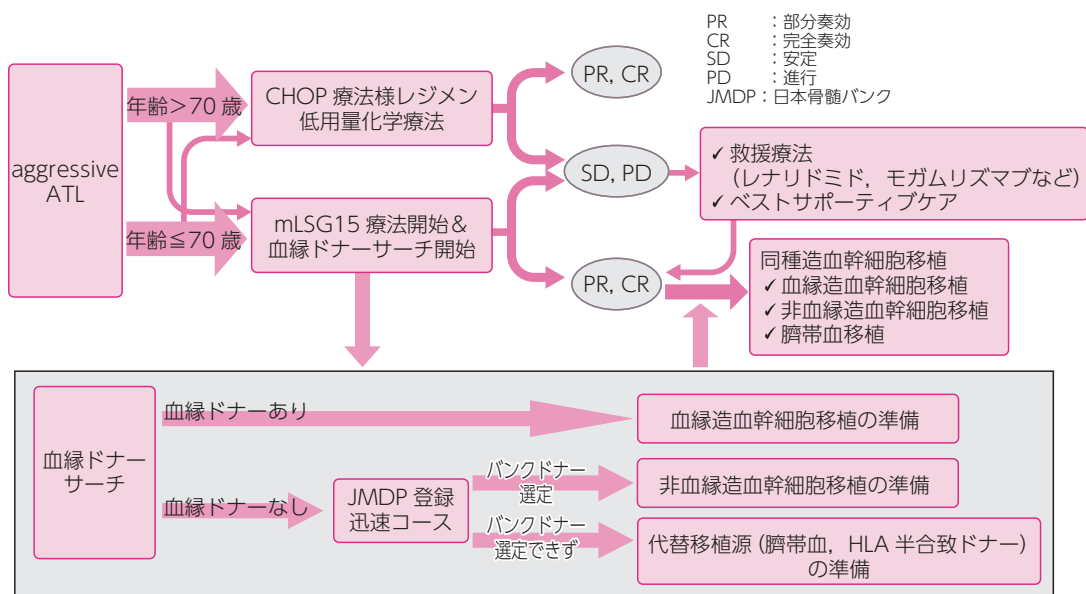 PR　　：部分奏効
CR　　：完全奏効
SD　　：安定
PD　　：進行
JMDP：日本骨髄バンク
aggressive
ATL
年齢＞70 歳
年齢≦70 歳
CHOP 療法様レジメン
低用量化学療法
mLSG15 療法開始＆
血縁ドナーサーチ開始
PR, CR
SD, PD
PR, CR
✓ 救援療法
（レナリドミド，モガムリズマブなど）
✓ ベストサポーティブケア
同種造血幹細胞移植
✓ 血縁造血幹細胞移植
✓ 非血縁造血幹細胞移植
✓ 臍帯血移植
血縁ドナー
サーチ
血縁ドナーあり
血縁造血幹細胞移植の準備
血縁ドナーなし
JMDP 登録
迅速コース
バンクドナー
選定
非血縁造血幹細胞移植の準備
バンクドナー
選定できず
代替移植源（臍帯血，HLA 半合致ドナー）
の準備